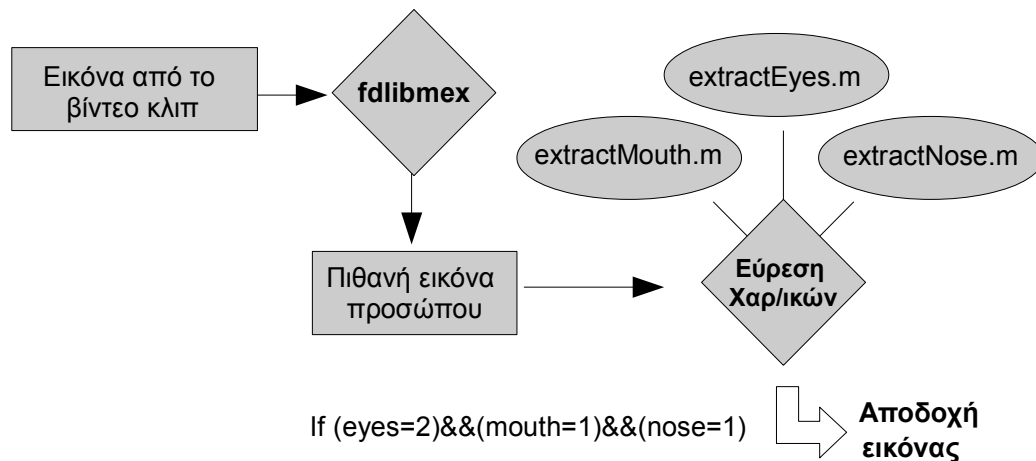 Εικόνα από το
βίντεο κλιπ
fdlibmex
extractEyes.m
extractMouth.m
extractNose.m
Πιθανή εικόνα
προσώπου
Εύρεση
Χαρ/ικών
If (eyes=2)&&(mouth=1)&&(nose=1)
Αποδοχή
εικόνας